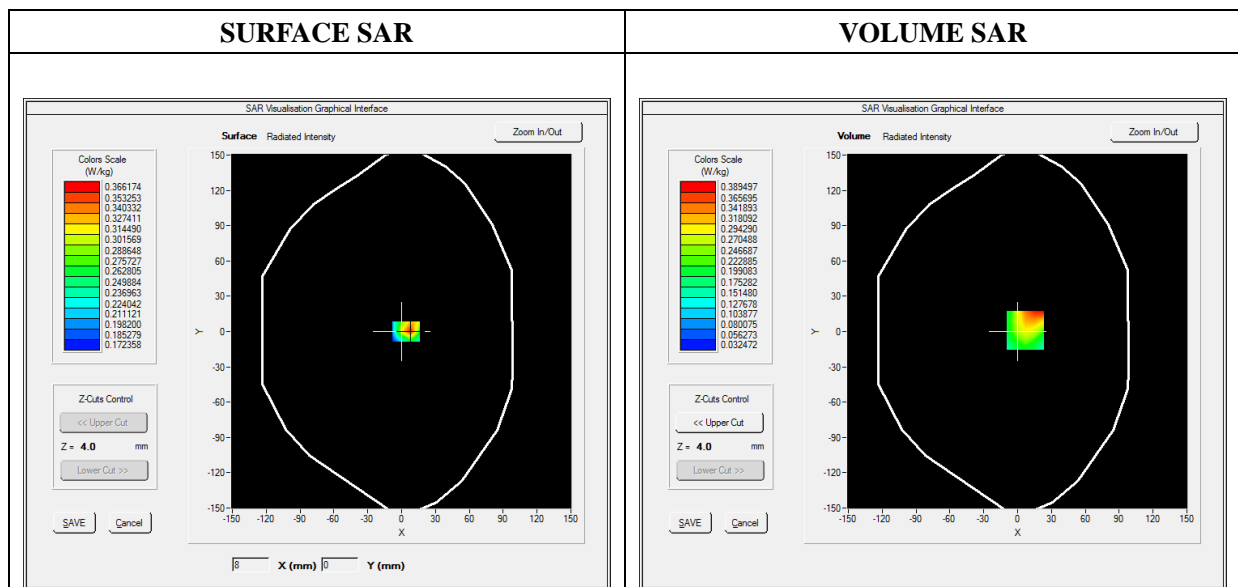 SURFACE SAR
VOLUME SAR
SAR Visualisation Graphical Interface
Surface Radiated Intensity
Zoom In/Out
Colors Scale
(W/kg)
0.366174
0.353253
0.340332
0.327411
0.314490
0.301569
0.288648
0.275727
0.262805
0.249884
0.236963
0.224042
0.211121
0.198200
0.185279
0.172358
Z-Cuts Control
<< Upper Cut
Z = 4.0 mm
Lower Cut >>
SAVE Cancel
150
120
90
60
30
0
-30
-60
-90
-120
-150
Y
-150 -120 -90 -60 -30 0 30 60 90 120 150
X
8 X (mm) 0 Y (mm)
SAR Visualisation Graphical Interface
Volume Radiated Intensity
Zoom In/Out
Colors Scale
(W/kg)
0.389497
0.365695
0.341893
0.318092
0.294290
0.270488
0.246687
0.222885
0.199083
0.175282
0.151480
0.127678
0.103877
0.080075
0.056273
0.032472
Z-Cuts Control
<< Upper Cut
Z = 4.0 mm
Lower Cut >>
SAVE Cancel
150
120
90
60
30
0
-30
-60
-90
-120
-150
Y
-150 -120 -90 -60 -30 0 30 60 90 120 150
X